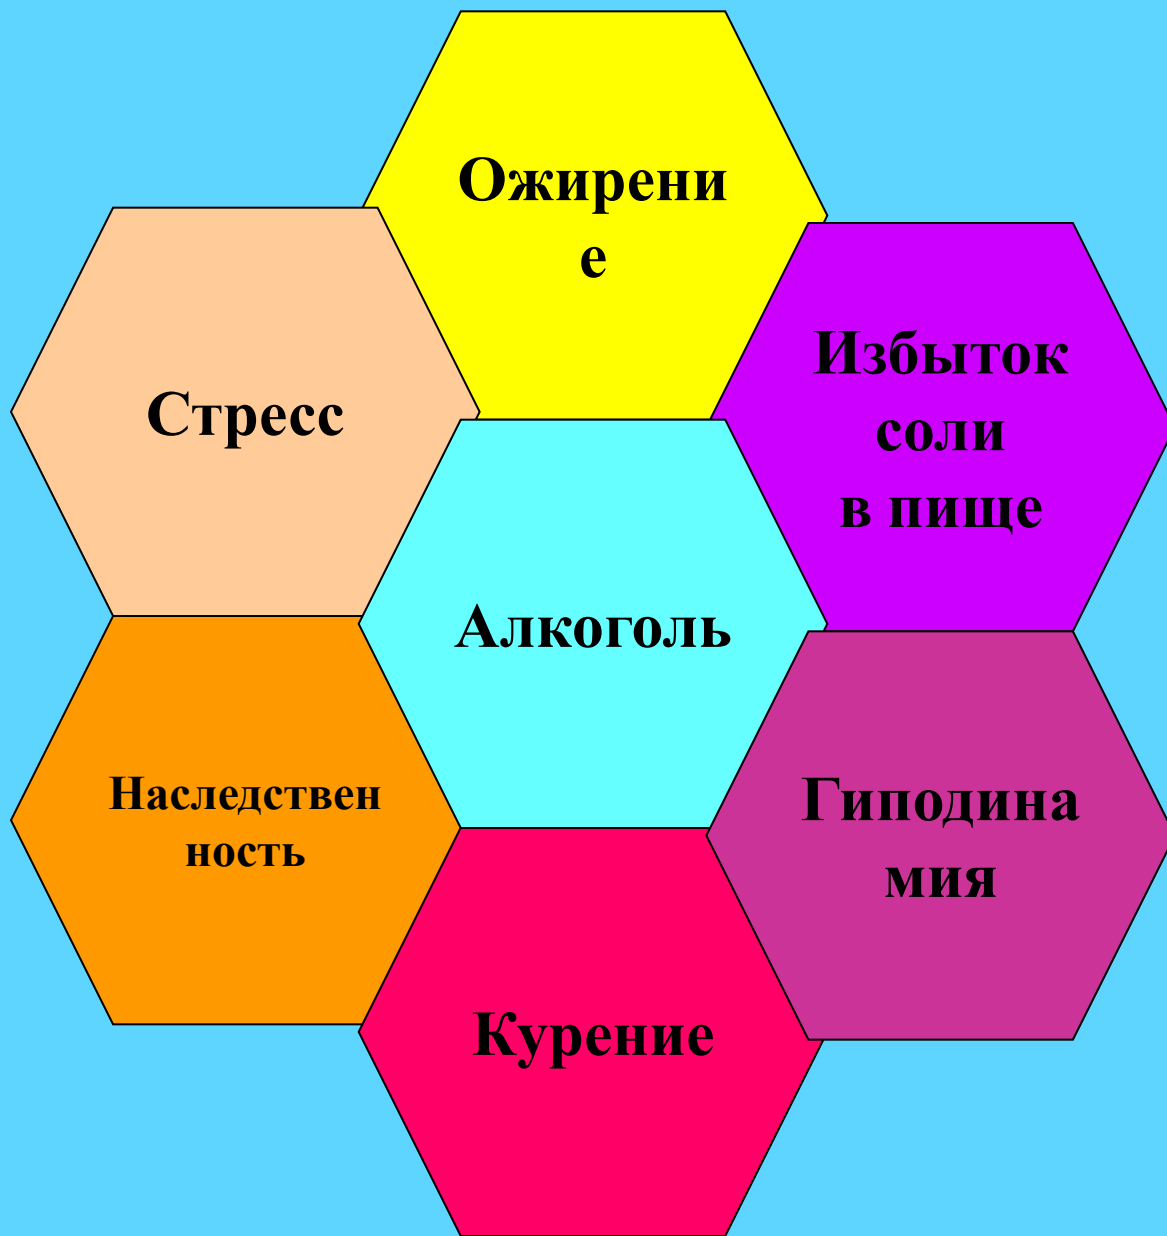 Ожирени
е
Стресс
Избыток
соли
в пище
Алкоголь
Наследствен
ность
Гиподина
мия
Курение